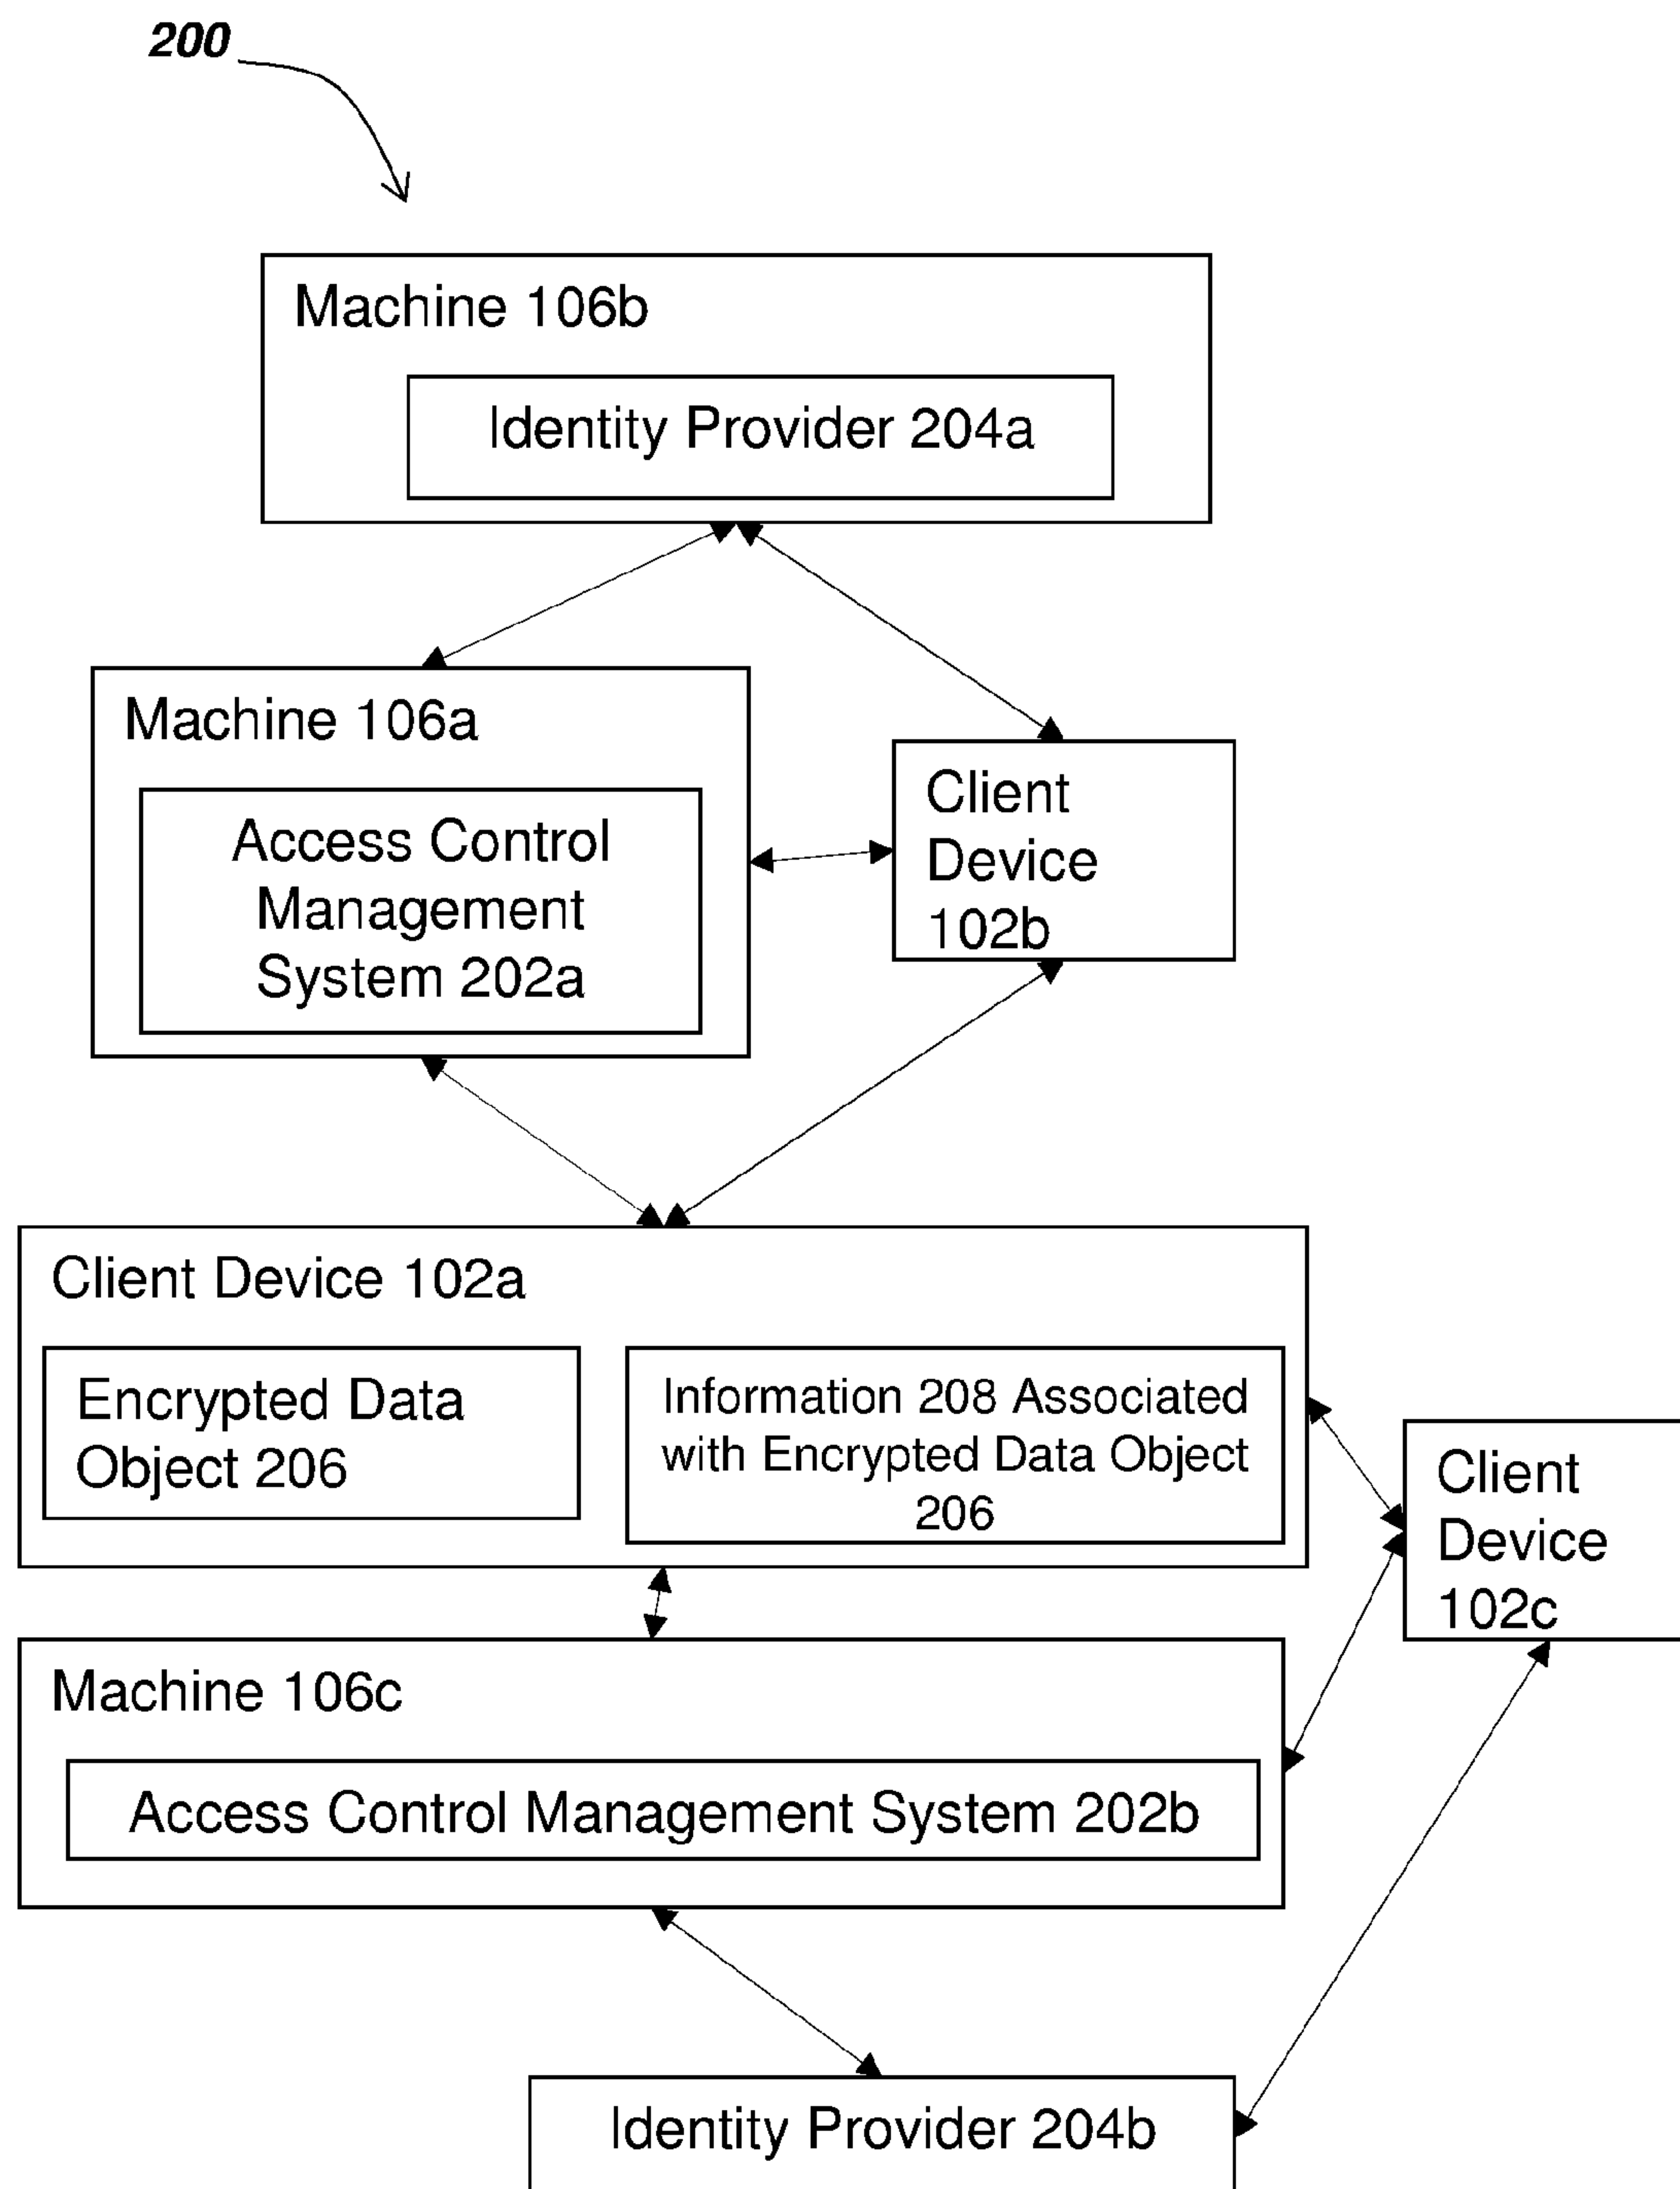 200
Machine 106b
Identity Provider 204a
Machine 106a
Access Control
Management
System 202a
Client
Device
102b
Client Device 102a
Encrypted Data
Object 206
Information 208 Associated
with Encrypted Data Object
206
Client
Device
102c
Machine 106c
Access Control Management System 202b
Identity Provider 204b